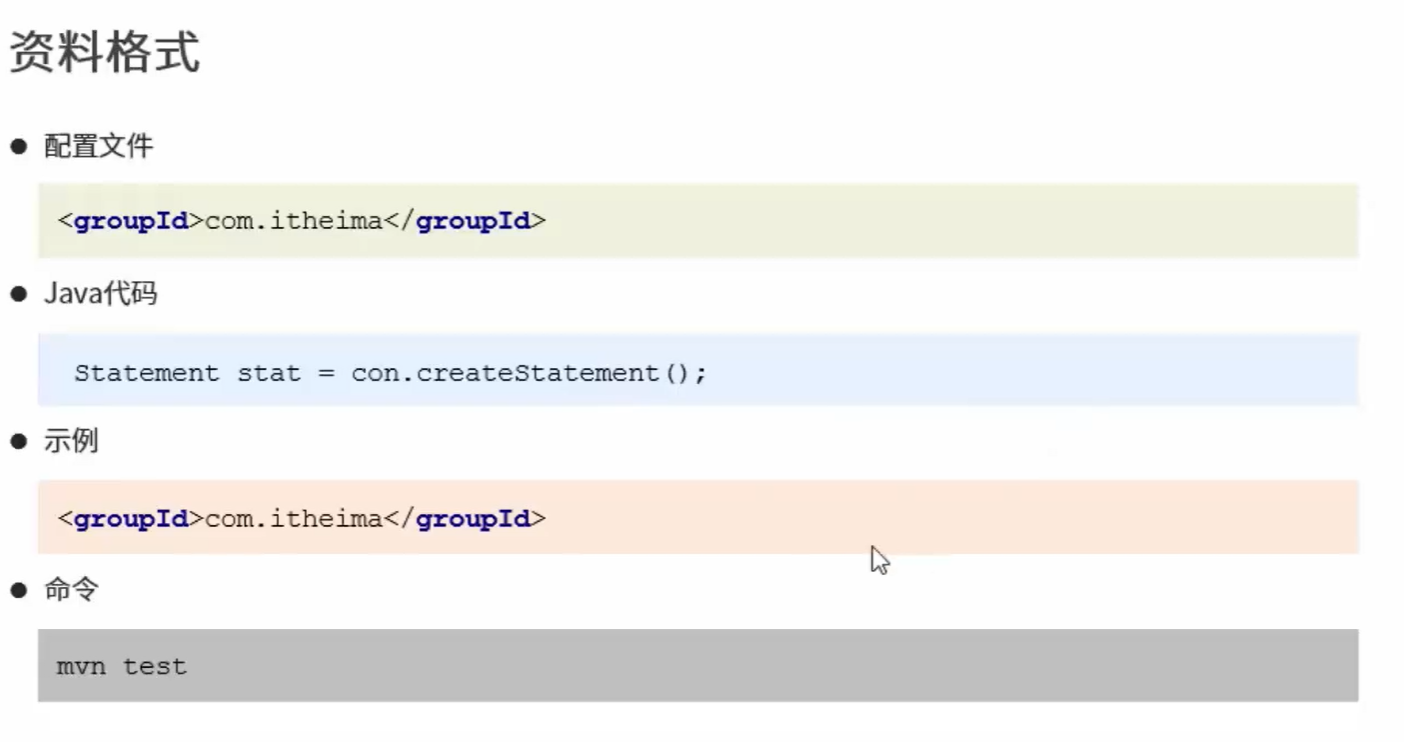 资料格式
配置文件
<groupId>com.itheima</groupId>
Java代码
Statement stat = con.createStatement();
示例
<groupId>com.itheima</groupId>
命令
mvn test